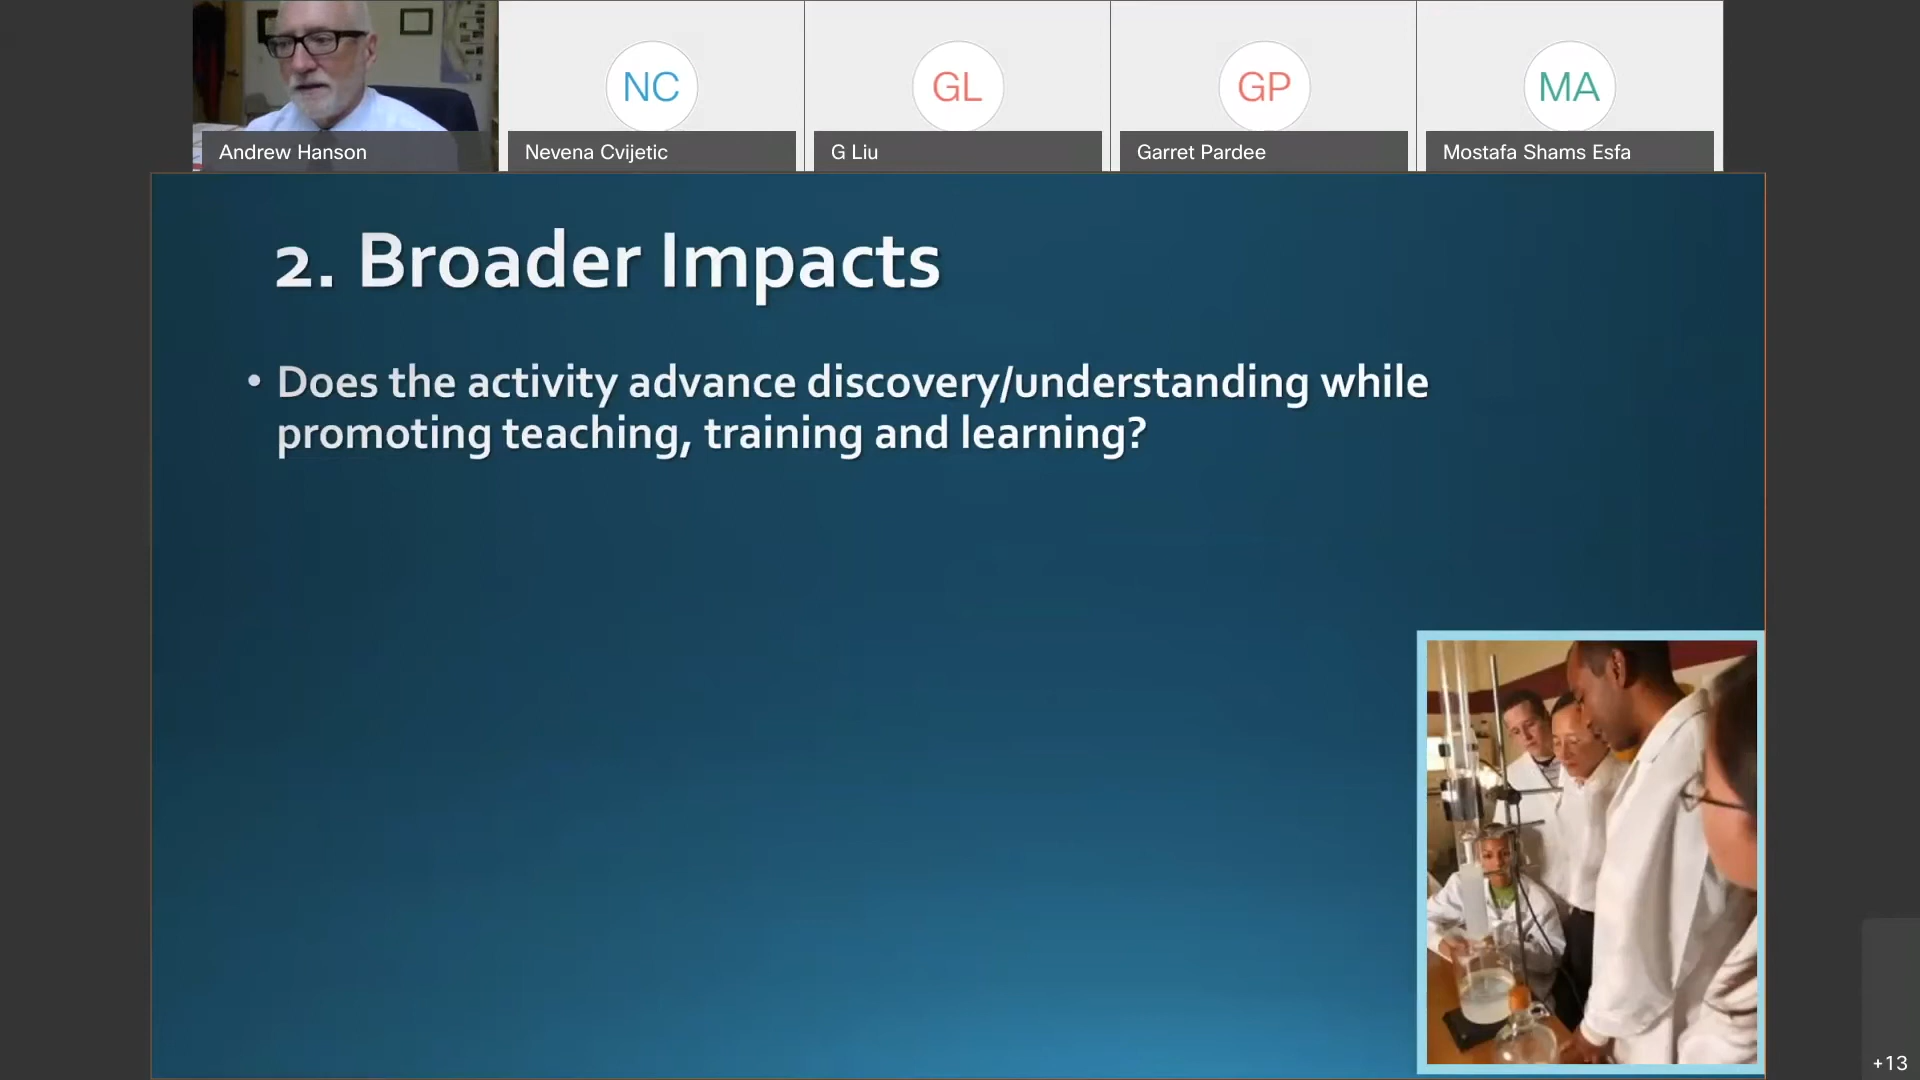 NC
GL
GP
MA
Andrew Hanson
Nevena Cvijetic
G Liu
Garret Pardee
Mostafa Shams Esfa
2. Broader Impacts
• Does the activity advance discovery/understanding while
promoting teaching, training and learning?
+13